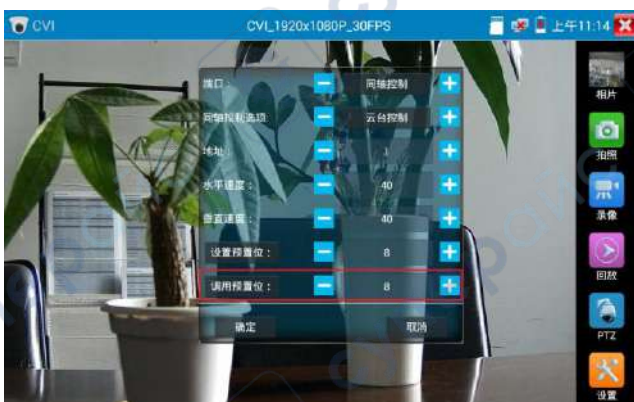 CVI CVI_1920x1080P_30FPS 上午11:14
端口： 同轴控制
同轴控制选项 云台控制
地址： 1
水平速度： 40
垂直速度： 40
设置预置位： 8
调用预置位： 8
确定 取消
相片
拍照
录像
回放
PTZ
设置